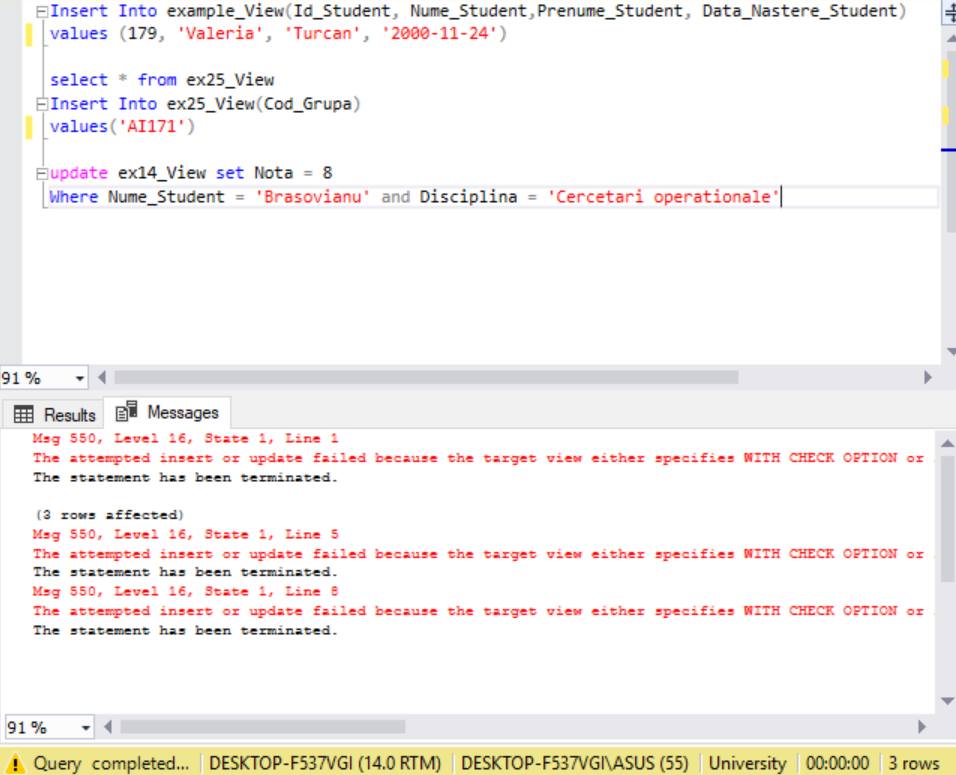 Insert Into example_View(Id_Student, Nume_Student,Prenume_Student, Data_Nastere_Student)
values (179, 'Valeria', 'Turcan', '2000-11-24')
select * from ex25_View
Insert Into ex25_View(Cod_Grupa)
values('AI171')
update ex14_View set Nota = 8
Where Nume_Student = 'Brasovianu' and Disciplina = 'Cercetari operationale'
91 %
Results Messages
Msg 550, Level 16, State 1, Line 1
The attempted insert or update failed because the target view either specifies WITH CHECK OPTION or
The statement has been terminated.
(3 rows affected)
Msg 550, Level 16, State 1, Line 5
The attempted insert or update failed because the target view either specifies WITH CHECK OPTION or
The statement has been terminated.
Msg 550, Level 16, State 1, Line 8
The attempted insert or update failed because the target view either specifies WITH CHECK OPTION or
The statement has been terminated.
91 %
Query completed... DESKTOP-F537VGI (14.0 RTM) DESKTOP-F537VGI\ASUS (55) University 00:00:00 3 rows